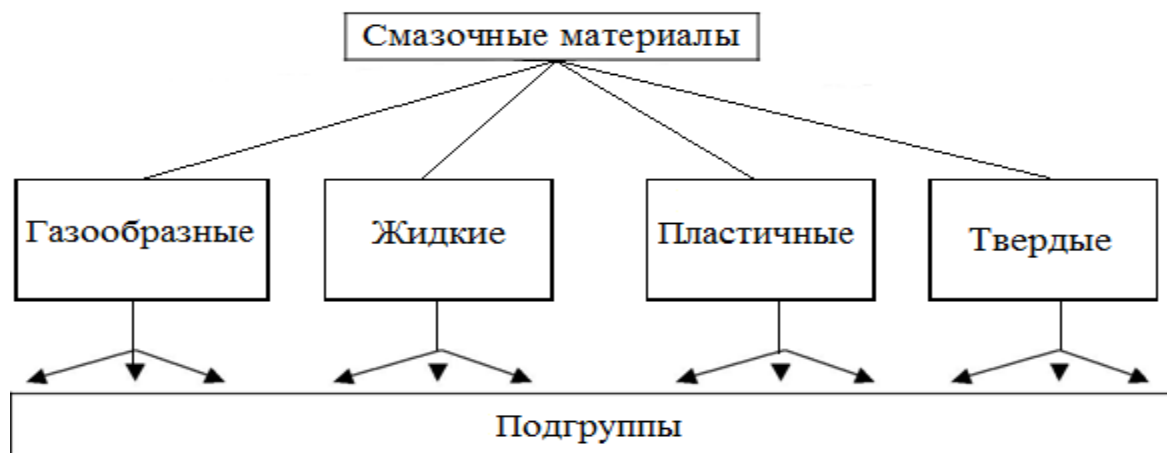 Смазочные материалы
Газообразные
Жидкие
Пластичные
Твердые
Подгруппы